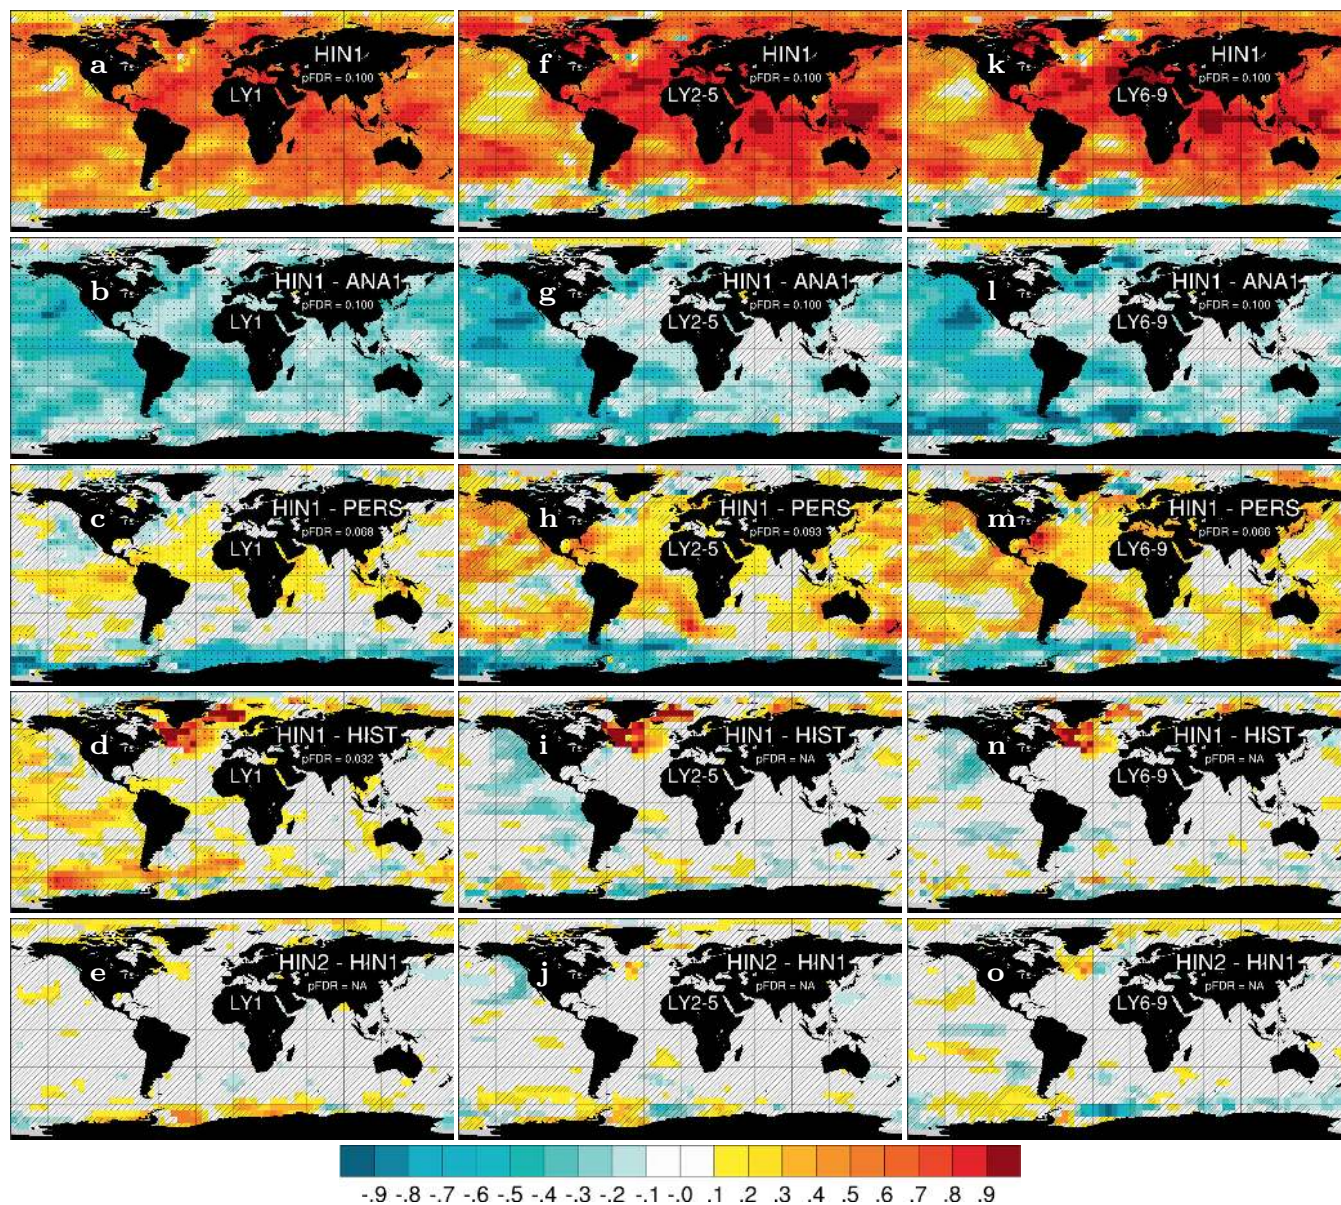 a HIN1
pFDR = 0.100
LY1
f HIN1
pFDR = 0.100
LY2-5
k HIN1
pFDR = 0.100
LY6-9
b HIN1 - ANA1
pFDR = 0.100
LY1
g HIN1 - ANA1
pFDR = 0.100
LY2-5
l HIN1 - ANA1
pFDR = 0.100
LY6-9
c HIN1 - PERS
pFDR = 0.068
LY1
h HIN1 - PERS
pFDR = 0.093
LY2-5
m HIN1 - PERS
pFDR = 0.066
LY6-9
d HIN1 - HIST
pFDR = 0.032
LY1
i HIN1 - HIST
pFDR = NA
LY2-5
n HIN1 - HIST
pFDR = NA
LY6-9
e HIN2 - HIN1
pFDR = NA
LY1
j HIN2 - HIN1
pFDR = NA
LY2-5
o HIN2 - HIN1
pFDR = NA
LY6-9
-.9 -.8 -.7 -.6 -.5 -.4 -.3 -.2 -.1 -.0 .1 .2 .3 .4 .5 .6 .7 .8 .9